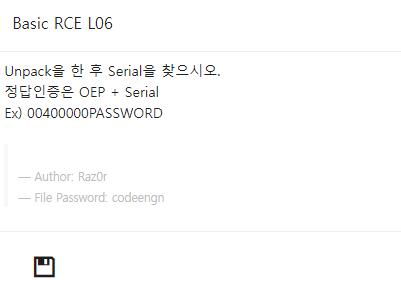 Basic RCE L06
Unpack을 한 후 Serial을 찾으시오.
정답인증은 OEP + Serial
Ex) 00400000PASSWORD
— Author: Raz0r
— File Password: codeengn